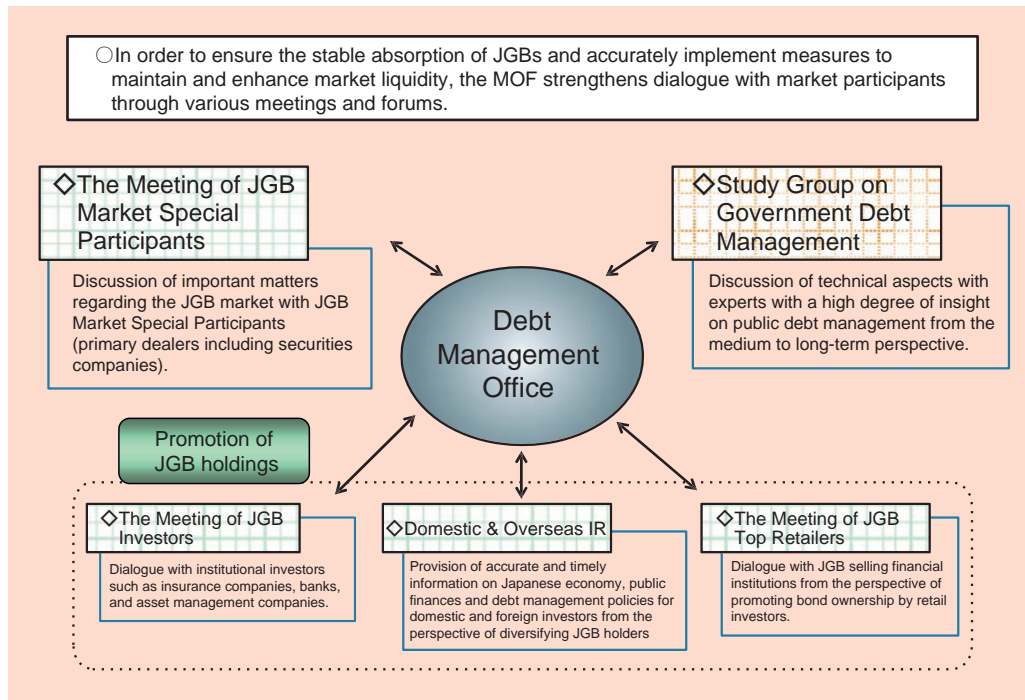 ○In order to ensure the stable absorption of JGBs and accurately implement measures to
maintain and enhance market liquidity, the MOF strengthens dialogue with market participants
through various meetings and forums.
◇The Meeting of JGB
Market Special
Participants
Discussion of important matters
regarding the JGB market with JGB
Market Special Participants
(primary dealers including securities
companies).
◇Study Group on
Government Debt
Management
Discussion of technical aspects with
experts with a high degree of insight
on public debt management from the
medium to long-term perspective.
Debt
Management
Office
Promotion of
JGB holdings
◇The Meeting of JGB
Investors
Dialogue with institutional investors
such as insurance companies, banks,
and asset management companies.
◇Domestic & Overseas IR
Provision of accurate and timely
information on Japanese economy, public
finances and debt management policies for
domestic and foreign investors from the
perspective of diversifying JGB holders
◇The Meeting of JGB
Top Retailers
Dialogue with JGB selling financial
institutions from the perspective of
promoting bond ownership by retail
investors.